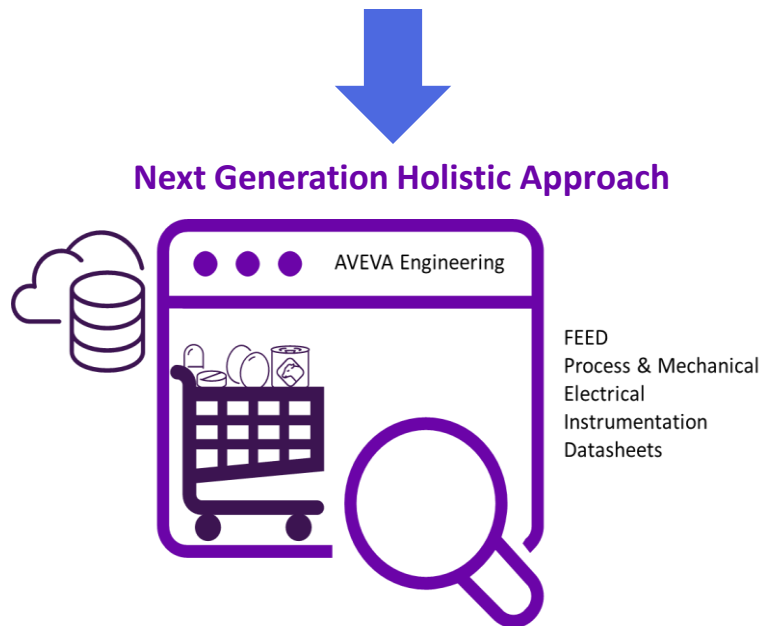 Next Generation Holistic Approach
AVEVA Engineering
FEED
Process & Mechanical
Electrical
Instrumentation
Datasheets